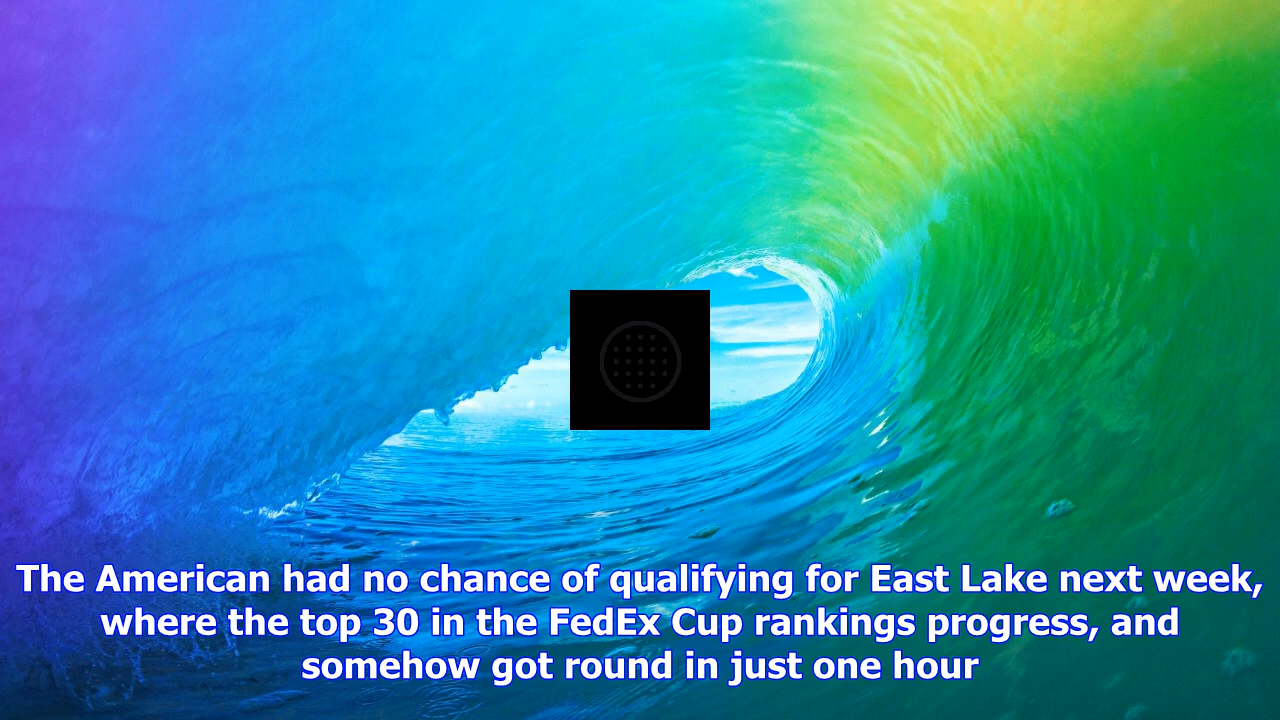 The American had no chance of qualifying for East Lake next week,
where the top 30 in the FedEx Cup rankings progress, and
somehow got round in just one hour